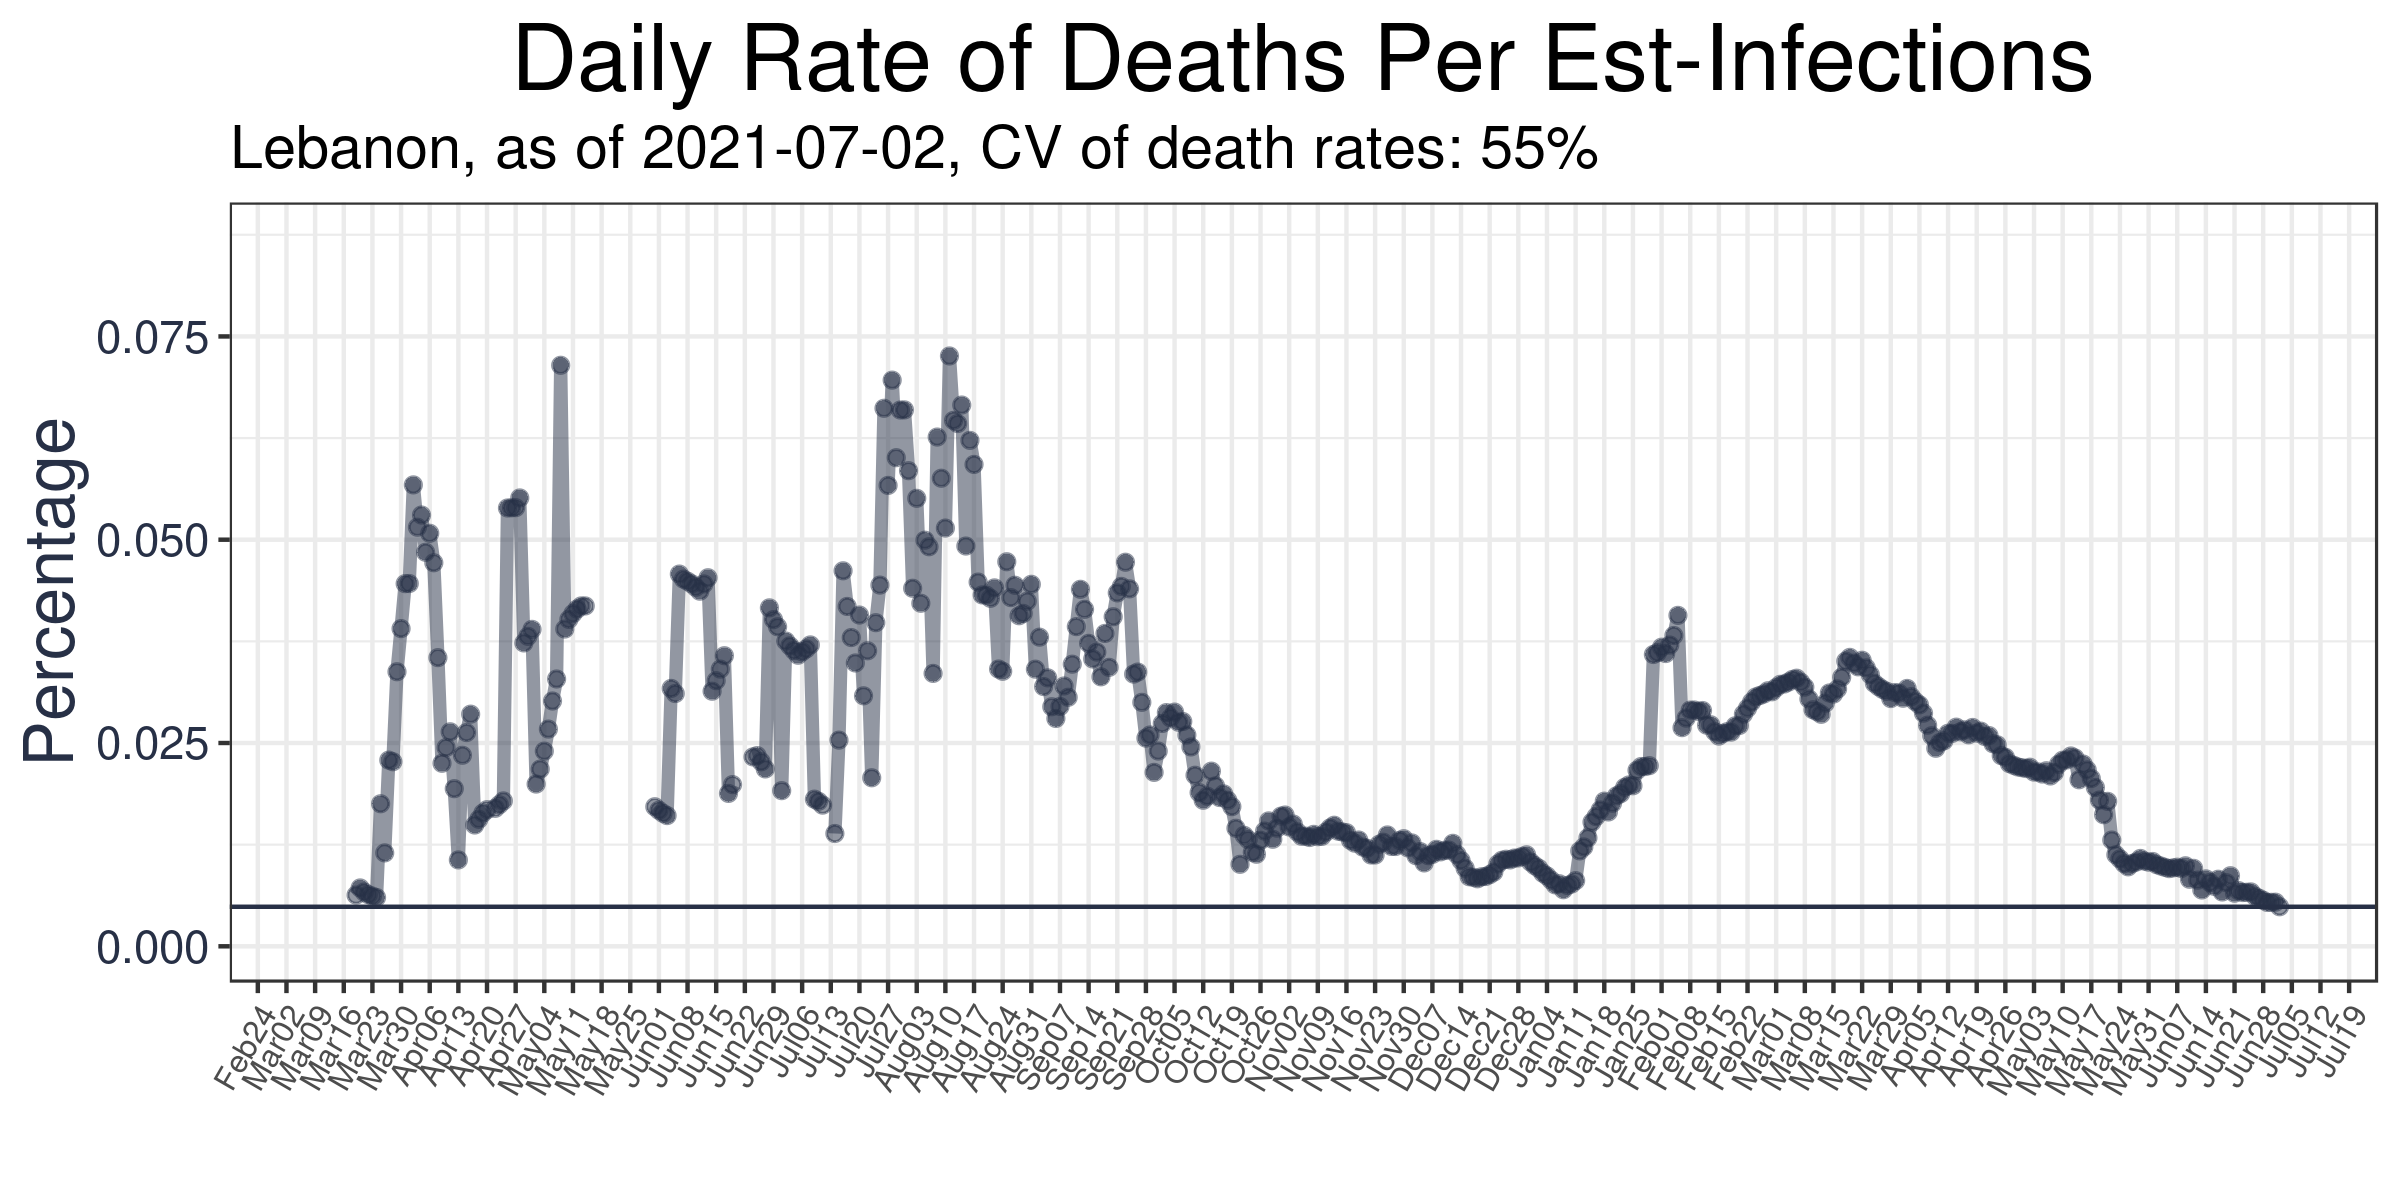 Daily Rate of Deaths Per Est-Infections
Lebanon, as of 2021-07-02, CV of death rates: 55%
Percentage
0.075
0.050
0.025
0.000
Feb24
Mar02
Mar09
Mar16
Mar23
Mar30
Apr06
Apr13
Apr20
Apr27
May04
May11
May18
May25
Jun01
Jun08
Jun15
Jun22
Jun29
Jul06
Jul13
Jul20
Jul27
Aug03
Aug10
Aug17
Aug24
Aug31
Sep07
Sep14
Sep21
Sep28
Oct05
Oct12
Oct19
Oct26
Nov02
Nov09
Nov16
Nov23
Nov30
Dec07
Dec14
Dec21
Dec28
Jan04
Jan11
Jan18
Jan25
Feb01
Feb08
Feb15
Feb22
Mar01
Mar08
Mar15
Mar22
Mar29
Apr05
Apr12
Apr19
Apr26
May03
May10
May17
May24
May31
Jun07
Jun14
Jun21
Jun28
Jul05
Jul12
Jul19